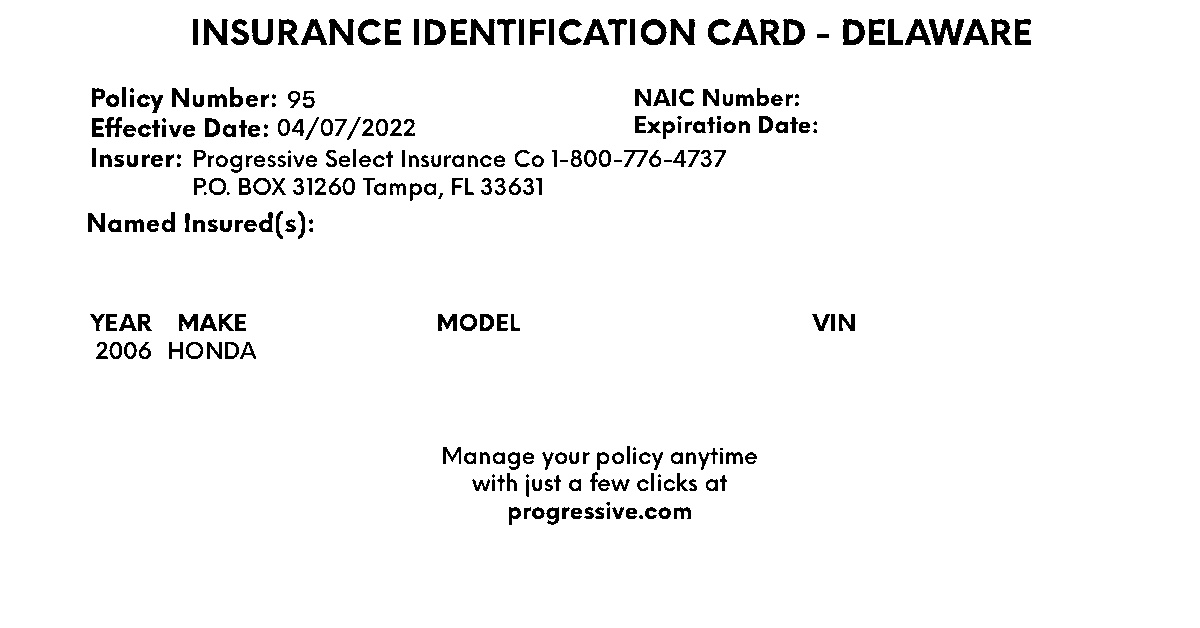 INSURANCE IDENTIFICATION CARD - DELAWARE
Policy Number: 95 NAIC Number:
Effective Date: 04/07/2022 Expiration Date:
Insurer: Progressive Select Insurance Co 1-800-776-4737
P.O. BOX 31260 Tampa, FL 33631
Named Insured(s):
YEAR MAKE MODEL VIN
2006 HONDA
Manage your policy anytime
with just a few clicks at
progressive.com